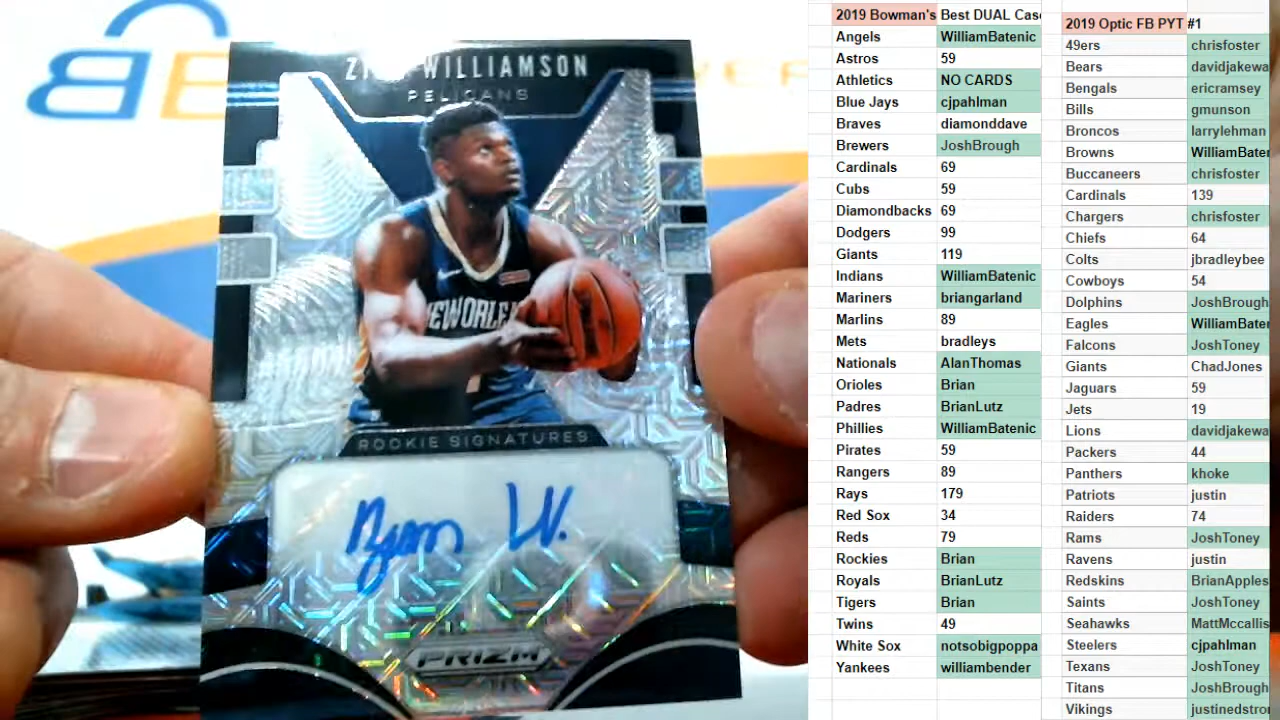 WILLIAMSON
PELICANS
NEW ORLEA
ROOKIE SIGNATURES
PRIZM
2019 Bowman's Best DUAL Case
Angels WilliamBatenic
Astros 59
Athletics NO CARDS
Blue Jays cjpahlman
Braves diamonddave
Brewers JoshBrough
Cardinals 69
Cubs 59
Diamondbacks 69
Dodgers 99
Giants 119
Indians WilliamBatenic
Mariners briangarland
Marlins 89
Mets bradleys
Nationals AlanThomas
Orioles Brian
Padres BrianLutz
Phillies WilliamBatenic
Pirates 59
Rangers 89
Rays 179
Red Sox 34
Reds 79
Rockies Brian
Royals BrianLutz
Tigers Brian
Twins 49
White Sox notsobigpoppa
Yankees williambender
2019 Optic FB PYT #1
49ers chrisfoster
Bears davidjakewa
Bengals ericramsey
Bills gmunson
Broncos larrylehman
Browns WilliamBaten
Buccaneers chrisfoster
Cardinals 139
Chargers chrisfoster
Chiefs 64
Colts jbradleybee
Cowboys 54
Dolphins JoshBrough
Eagles WilliamBaten
Falcons JoshToney
Giants ChadJones
Jaguars 59
Jets 19
Lions davidjakewa
Packers 44
Panthers khoke
Patriots justin
Raiders 74
Rams JoshToney
Ravens justin
Redskins BrianApples
Saints JoshToney
Seahawks MattMccallis
Steelers cjpahlman
Texans JoshToney
Titans JoshBrough
Vikings justinedstro